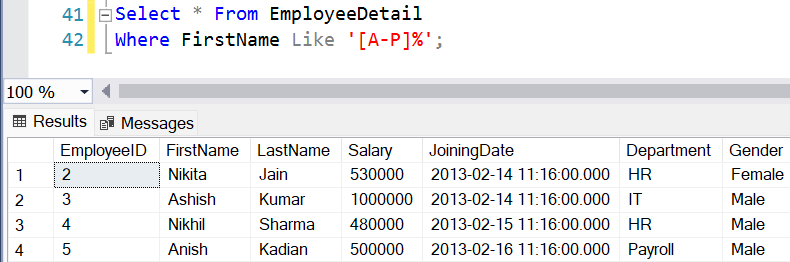 41 Select * From EmployeeDetail
42 Where FirstName Like '[A-P]%';
100 %
Results Messages
EmployeeID FirstName LastName Salary JoiningDate Department Gender
1 2 Nikita Jain 530000 2013-02-14 11:16:00.000 HR Female
2 3 Ashish Kumar 1000000 2013-02-14 11:16:00.000 IT Male
3 4 Nikhil Sharma 480000 2013-02-15 11:16:00.000 HR Male
4 5 Anish Kadian 500000 2013-02-16 11:16:00.000 Payroll Male